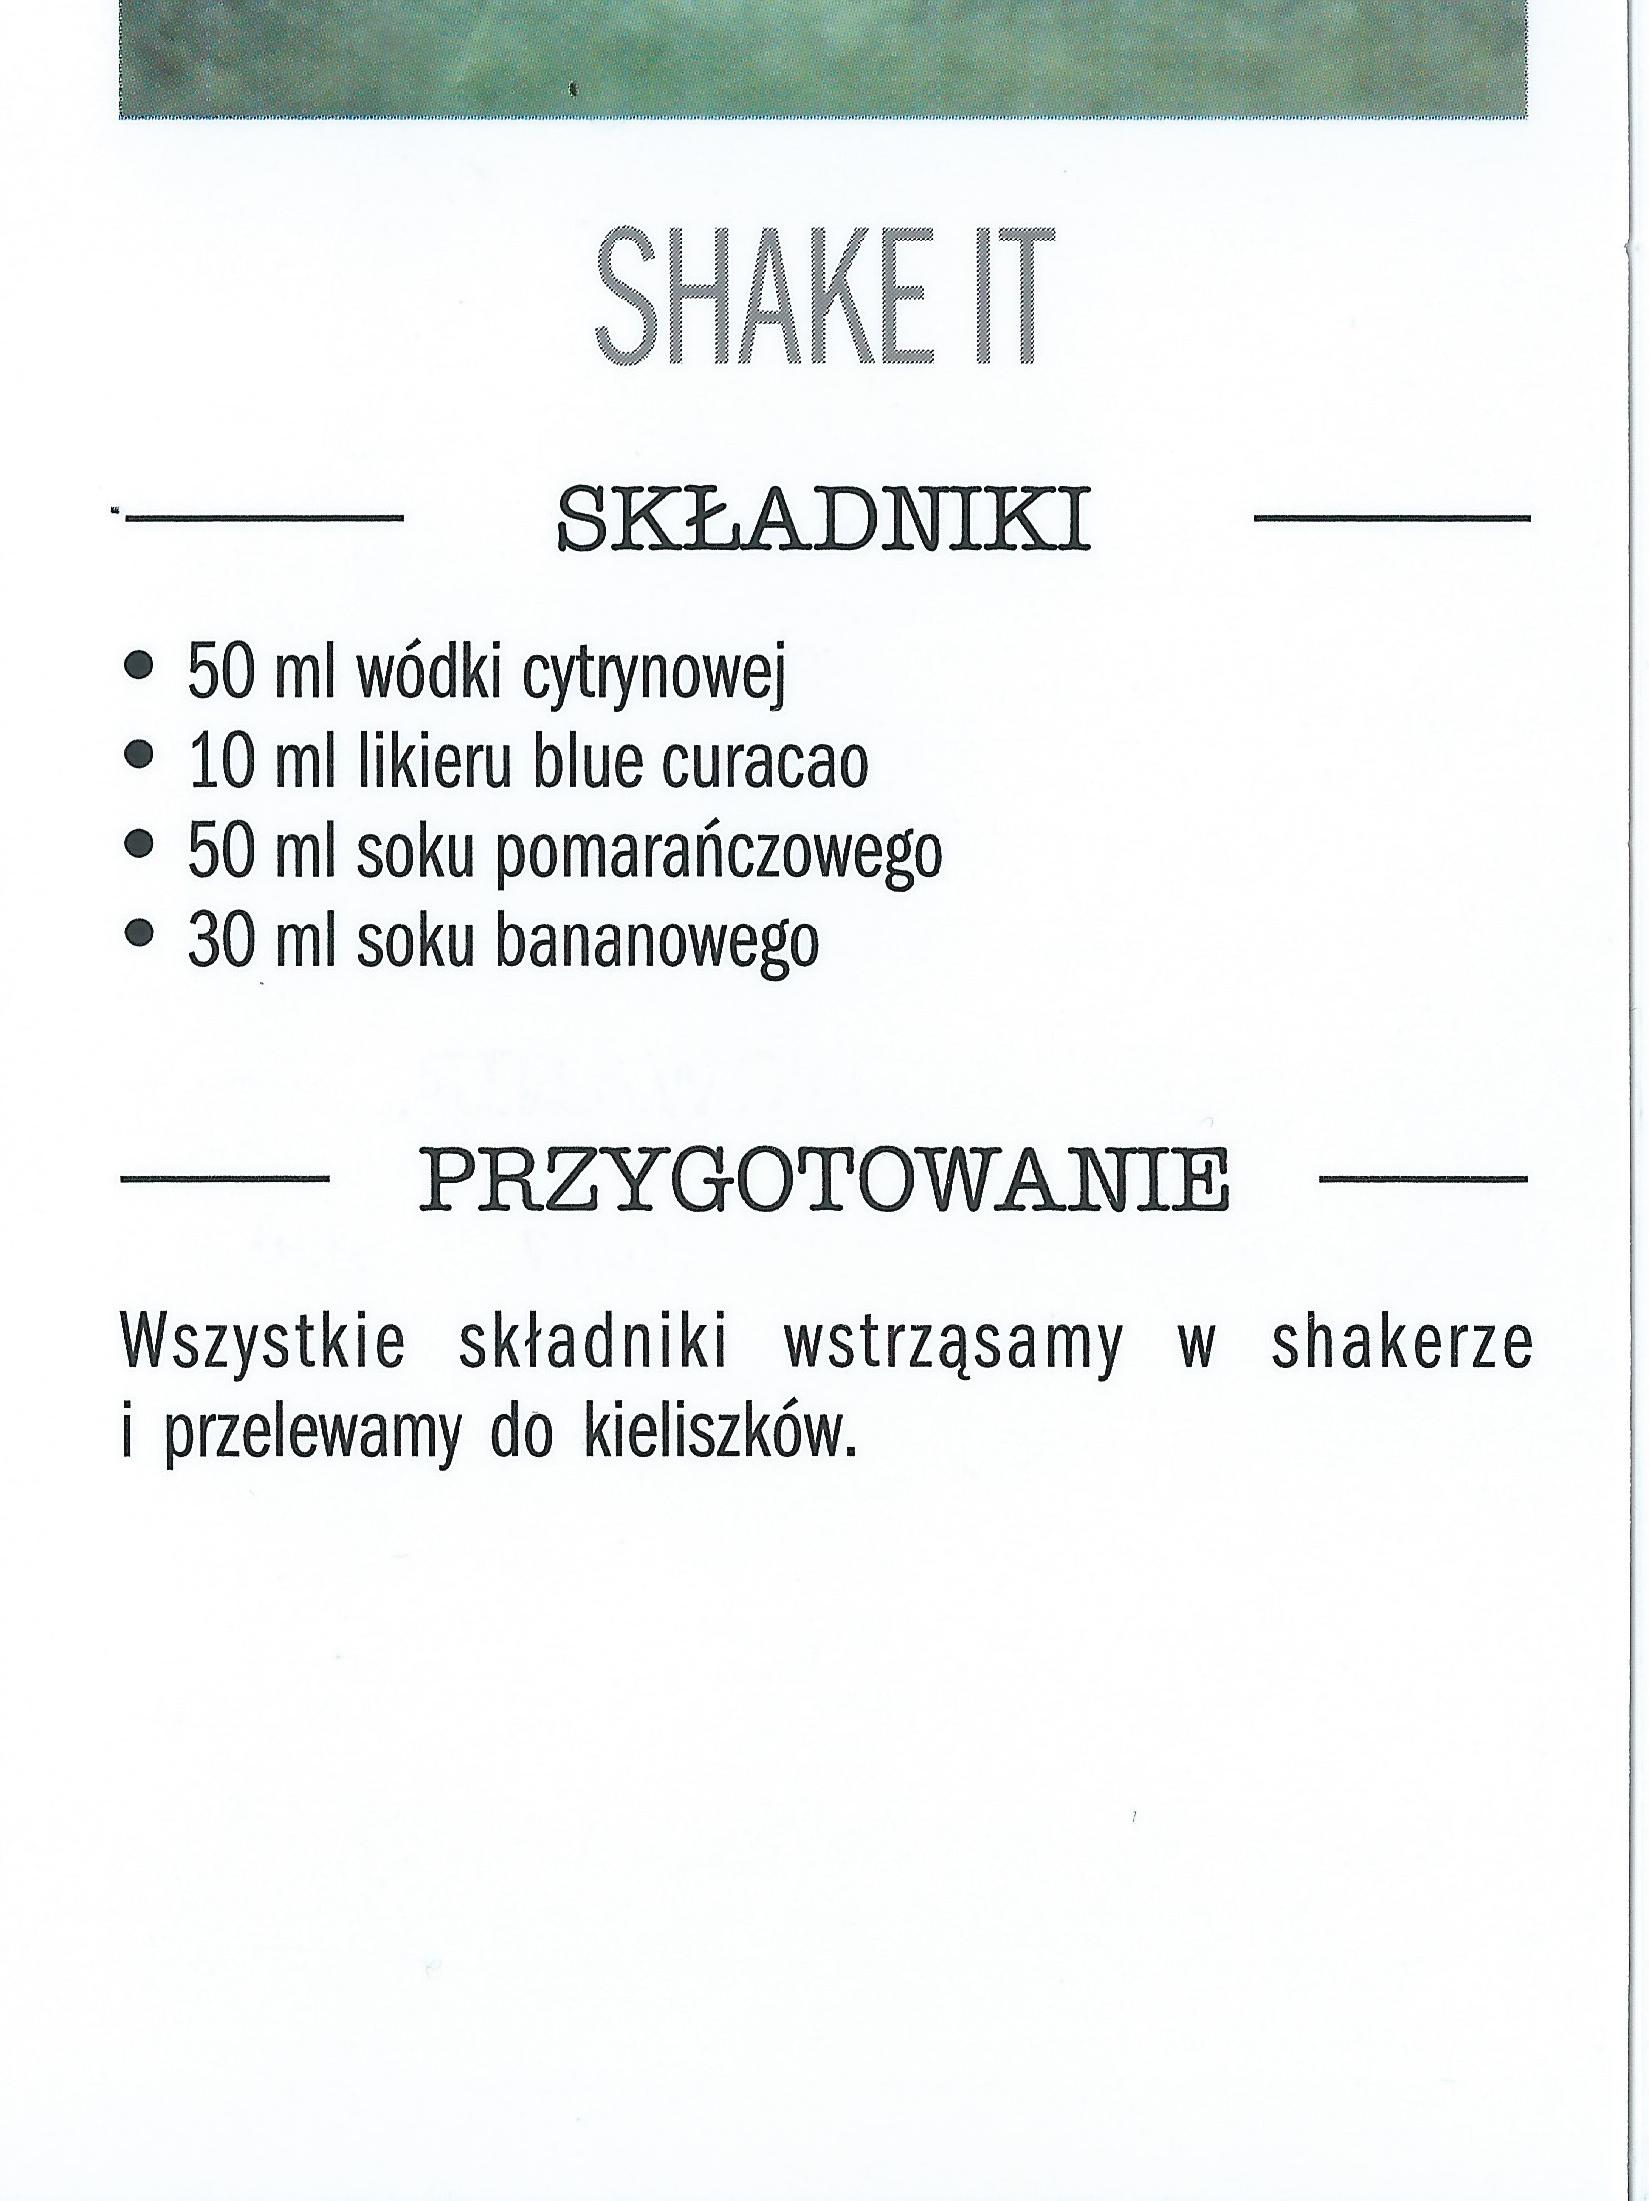 SHAKE IT
SKŁADNIKI
• 50 ml wódki cytrynowej
• 10 ml likieru blue curacao
• 50 ml soku pomarańczowego
• 30 ml soku bananowego
PRZYGOTOWANIE
Wszystkie składniki wstrząsamy w shakerze
i przelewamy do kieliszków.